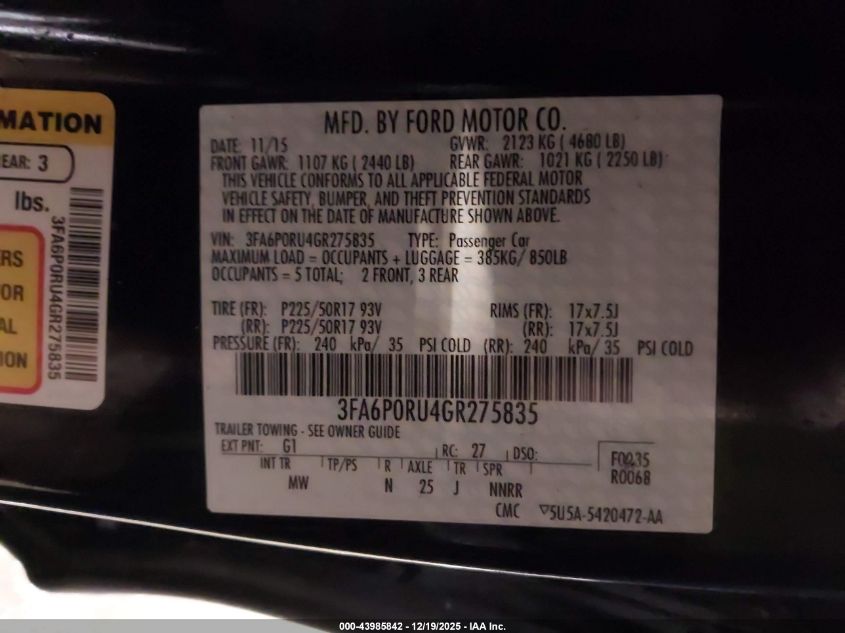 MATION
EAR: 3
lbs.
3FA6P0RU4GR275835
ERS
OR
AL
ION
MFD. BY FORD MOTOR CO.
DATE: 11/15 GVWR: 2123 KG ( 4680 LB)
FRONT GAWR: 1107 KG ( 2440 LB) REAR GAWR: 1021 KG ( 2250 LB)
THIS VEHICLE CONFORMS TO ALL APPLICABLE FEDERAL MOTOR
VEHICLE SAFETY, BUMPER, AND THEFT PREVENTION STANDARDS
IN EFFECT ON THE DATE OF MANUFACTURE SHOWN ABOVE.
VIN: 3FA6P0RU4GR275835 TYPE: Passenger Car
MAXIMUM LOAD = OCCUPANTS + LUGGAGE = 385KG/ 850LB
OCCUPANTS = 5 TOTAL; 2 FRONT, 3 REAR
TIRE (FR): P225/50R17 93V RIMS (FR): 17x7.5J
(RR): P225/50R17 93V (RR): 17x7.5J
PRESSURE (FR): 240 kPa/ 35 PSI COLD (RR): 240 kPa/ 35 PSI COLD
3FA6P0RU4GR275835
TRAILER TOWING - SEE OWNER GUIDE
EXT PNT: G1 RC: 27 DSO: F0235
INT TR TP/PS R AXLE TR SPR R0068
MW N 25 J NNRR
CMC ▽5U5A-5420472-AA
000-43985842 - 12/19/2025 - IAA Inc.